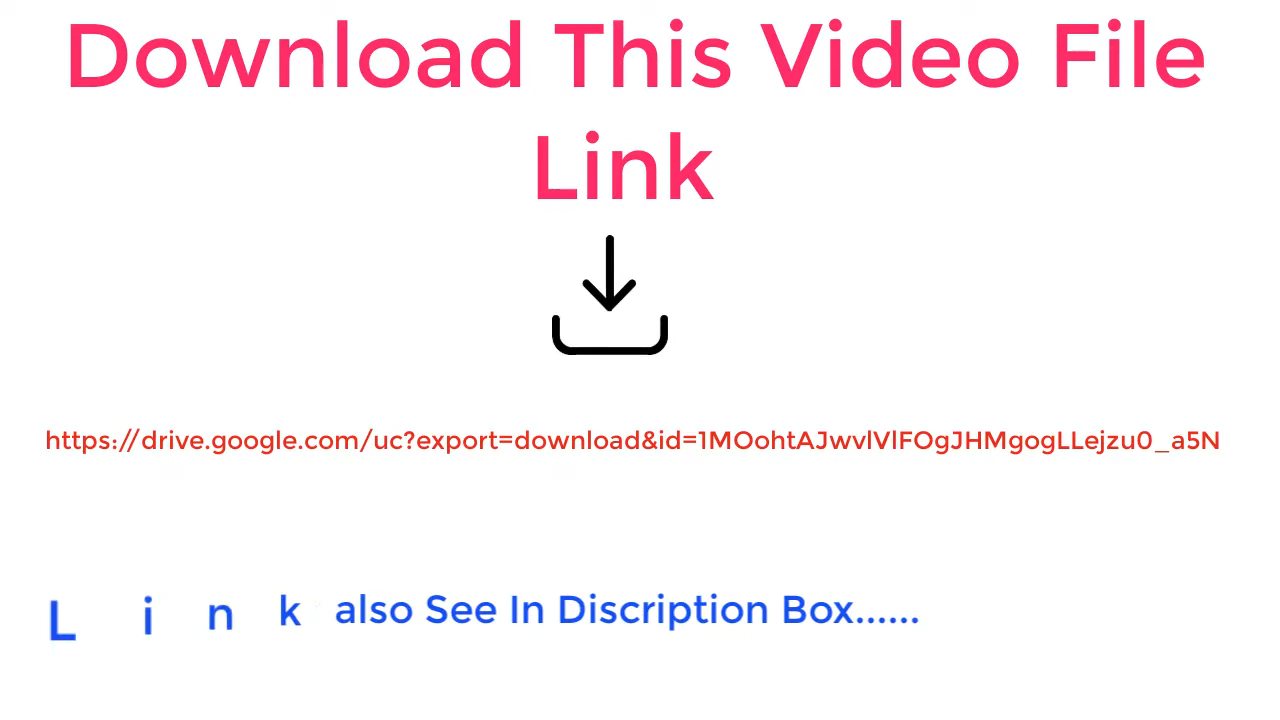 Download This Video File
Link
https://drive.google.com/uc?export=download&id=1MOohtAJwvlVlFOgJHMgogLLejzu0_a5N
Link also See In Discription Box......